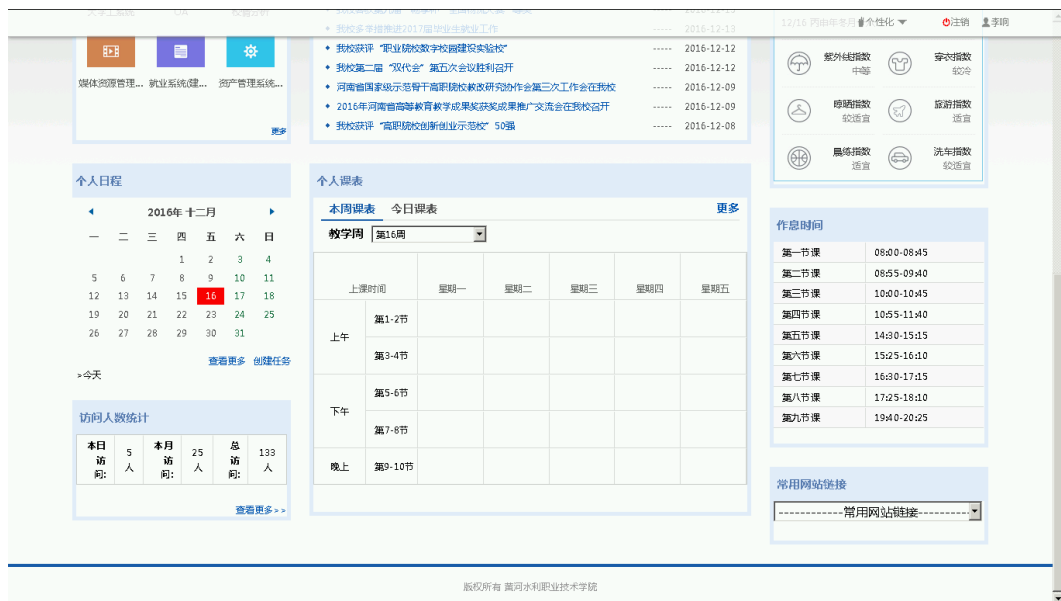 12/16 丙申年冬月 个性化 注销 李响
我校多举措推进2017届毕业生就业工作 ----- 2016-12-13
我校获评 “职业院校数字校园建设实验校” ----- 2016-12-12
我校第二届 “双代会” 第五次会议胜利召开 ----- 2016-12-12
河南省国家级示范骨干高职院校教改研究协作会第三次工作会在我校 ----- 2016-12-09
2016年河南省高等教育教学成果奖获奖成果推广交流会在我校召开 ----- 2016-12-09
我校获评 “高职院校创新创业示范校” 50强 ----- 2016-12-08
媒体资源管理... 就业系统(建... 资产管理系统...
更多
紫外线指数 中等
穿衣指数 较冷
晾晒指数 较适宜
旅游指数 适宜
晨练指数 适宜
洗车指数 较适宜
个人日程
2016年 十二月
一 二 三 四 五 六 日
1 2 3 4
5 6 7 8 9 10 11
12 13 14 15 16 17 18
19 20 21 22 23 24 25
26 27 28 29 30 31
查看更多 创建任务
>今天
访问人数统计
本日访问: 5人 本月访问: 25人 总访问: 133人
查看更多>>
个人课表
本周课表 今日课表 更多
教学周 第16周
上课时间 星期一 星期二 星期三 星期四 星期五
上午 第1-2节
第3-4节
下午 第5-6节
第7-8节
晚上 第9-10节
作息时间
第一节课 08:00-08:45
第二节课 08:55-09:40
第三节课 10:00-10:45
第四节课 10:55-11:40
第五节课 14:30-15:15
第六节课 15:25-16:10
第七节课 16:30-17:15
第八节课 17:25-18:10
第九节课 19:40-20:25
常用网站链接
------------常用网站链接---------
版权所有 黄河水利职业技术学院